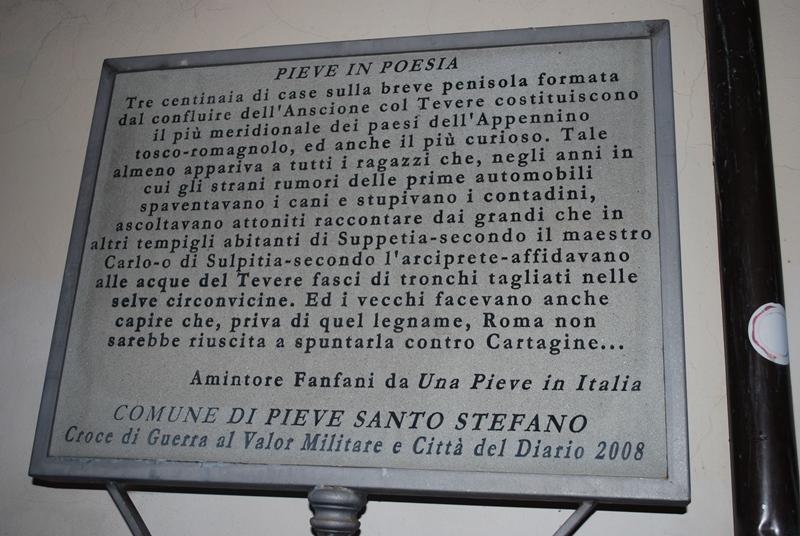 PIEVE IN POESIA
Tre centinaia di case sulla breve penisola formata
dal confluire dell'Anscione col Tevere costituiscono
il più meridionale dei paesi dell'Appennino
tosco-romagnolo, ed anche il più curioso. Tale
almeno appariva a tutti i ragazzi che, negli anni in
cui gli strani rumori delle prime automobili
spaventavano i cani e stupivano i contadini,
ascoltavano attoniti raccontare dai grandi che in
altri tempigli abitanti di Suppetia-secondo il maestro
Carlo-o di Sulpitia-secondo l'arciprete-affidavano
alle acque del Tevere fasci di tronchi tagliati nelle
selve circonvicine. Ed i vecchi facevano anche
capire che, priva di quel legname, Roma non
sarebbe riuscita a spuntarla contro Cartagine...
Amintore Fanfani da Una Pieve in Italia
COMUNE DI PIEVE SANTO STEFANO
Croce di Guerra al Valor Militare e Città del Diario 2008